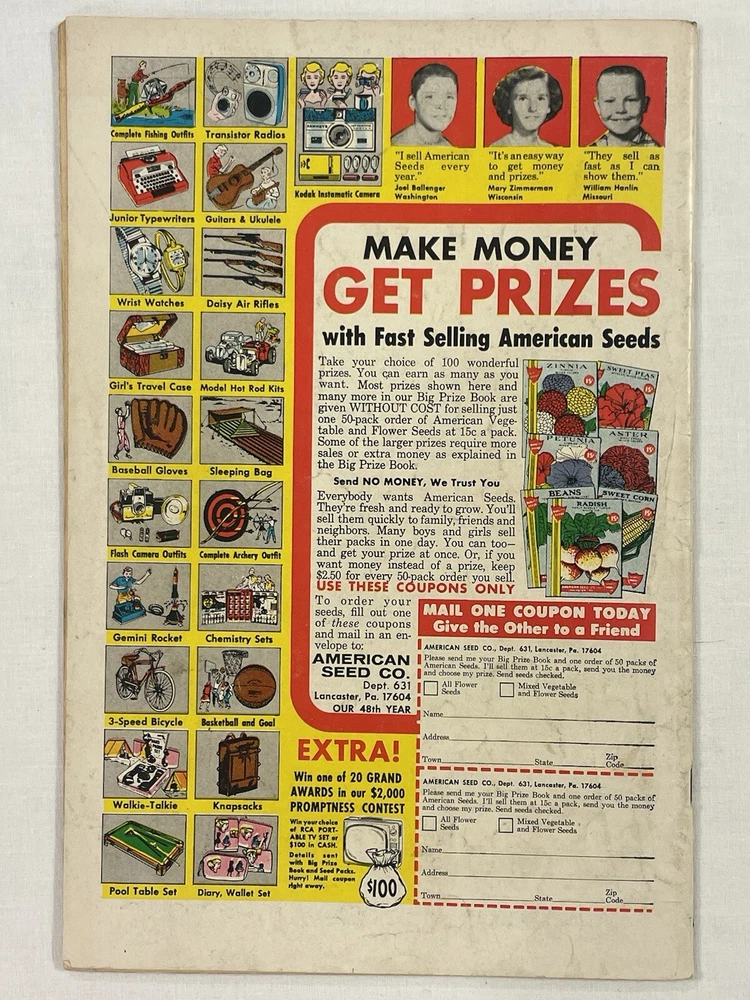 Complete Fishing Outfits
Transistor Radios
Junior Typewriters
Guitars & Ukulele
Wrist Watches
Daisy Air Rifles
Girl's Travel Case
Model Hot Rod Kits
Baseball Gloves
Sleeping Bag
Flash Camera Outfits
Complete Archery Outfit
Gemini Rocket
Chemistry Sets
3-Speed Bicycle
Basketball and Goal
Walkie-Talkie
Knapsacks
Pool Table Set
Diary, Wallet Set
Kodak Instamatic Camera
"I sell American
Seeds every
year."
Joel Ballenger
Washington
"It's an easy way
to get money
and prizes."
Mary Zimmerman
Wisconsin
"They sell as
fast as I can
show them."
William Hanlin
Missouri
MAKE MONEY
GET PRIZES
with Fast Selling American Seeds
Take your choice of 100 wonderful
prizes. You can earn as many as you
want. Most prizes shown here and
many more in our Big Prize Book are
given WITHOUT COST for selling just
one 50-pack order of American Vege-
table and Flower Seeds at 15c a pack.
Some of the larger prizes require more
sales or extra money as explained in
the Big Prize Book.
Send NO MONEY, We Trust You
Everybody wants American Seeds.
They're fresh and ready to grow. You'll
sell them quickly to family, friends and
neighbors. Many boys and girls sell
their packs in one day. You can too—
and get your prize at once. Or, if you
want money instead of a prize, keep
$2.50 for every 50-pack order you sell.
ZINNIA
15¢
SWEET PEAS
15¢
PETUNIA
ASTER
15¢
BEANS
SWEET CORN
RADISH
15¢
USE THESE COUPONS ONLY
To order your
seeds, fill out one
of these coupons
and mail in an en-
velope to:
AMERICAN
SEED CO.
Dept. 631
Lancaster, Pa. 17604
OUR 48th YEAR
MAIL ONE COUPON TODAY
Give the Other to a Friend
AMERICAN SEED CO., Dept. 631, Lancaster, Pa. 17604
Please send me your Big Prize Book and one order of 50 packs of
American Seeds. I'll sell them at 15c a pack, send you the money
and choose my prize. Send seeds checked.
All Flower
Seeds
Mixed Vegetable
and Flower Seeds
Name
Address
Town State Zip Code
AMERICAN SEED CO., Dept. 631, Lancaster, Pa. 17604
Please send me your Big Prize Book and one order of 50 packs of
American Seeds. I'll sell them at 15c a pack, send you the money
and choose my prize. Send seeds checked.
All Flower
Seeds
Mixed Vegetable
and Flower Seeds
Name
Address
Town State Zip Code
EXTRA!
Win one of 20 GRAND
AWARDS in our $2,000
PROMPTNESS CONTEST
Win your choice
of RCA PORT-
ABLE TV SET or
$100 in CASH.
Details sent
with Big Prize
Book and Seed Packs.
Hurry! Mail coupon
right away.
$100